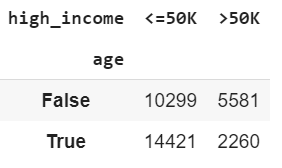 high_income <=50K >50K
age
False 10299 5581
True 14421 2260